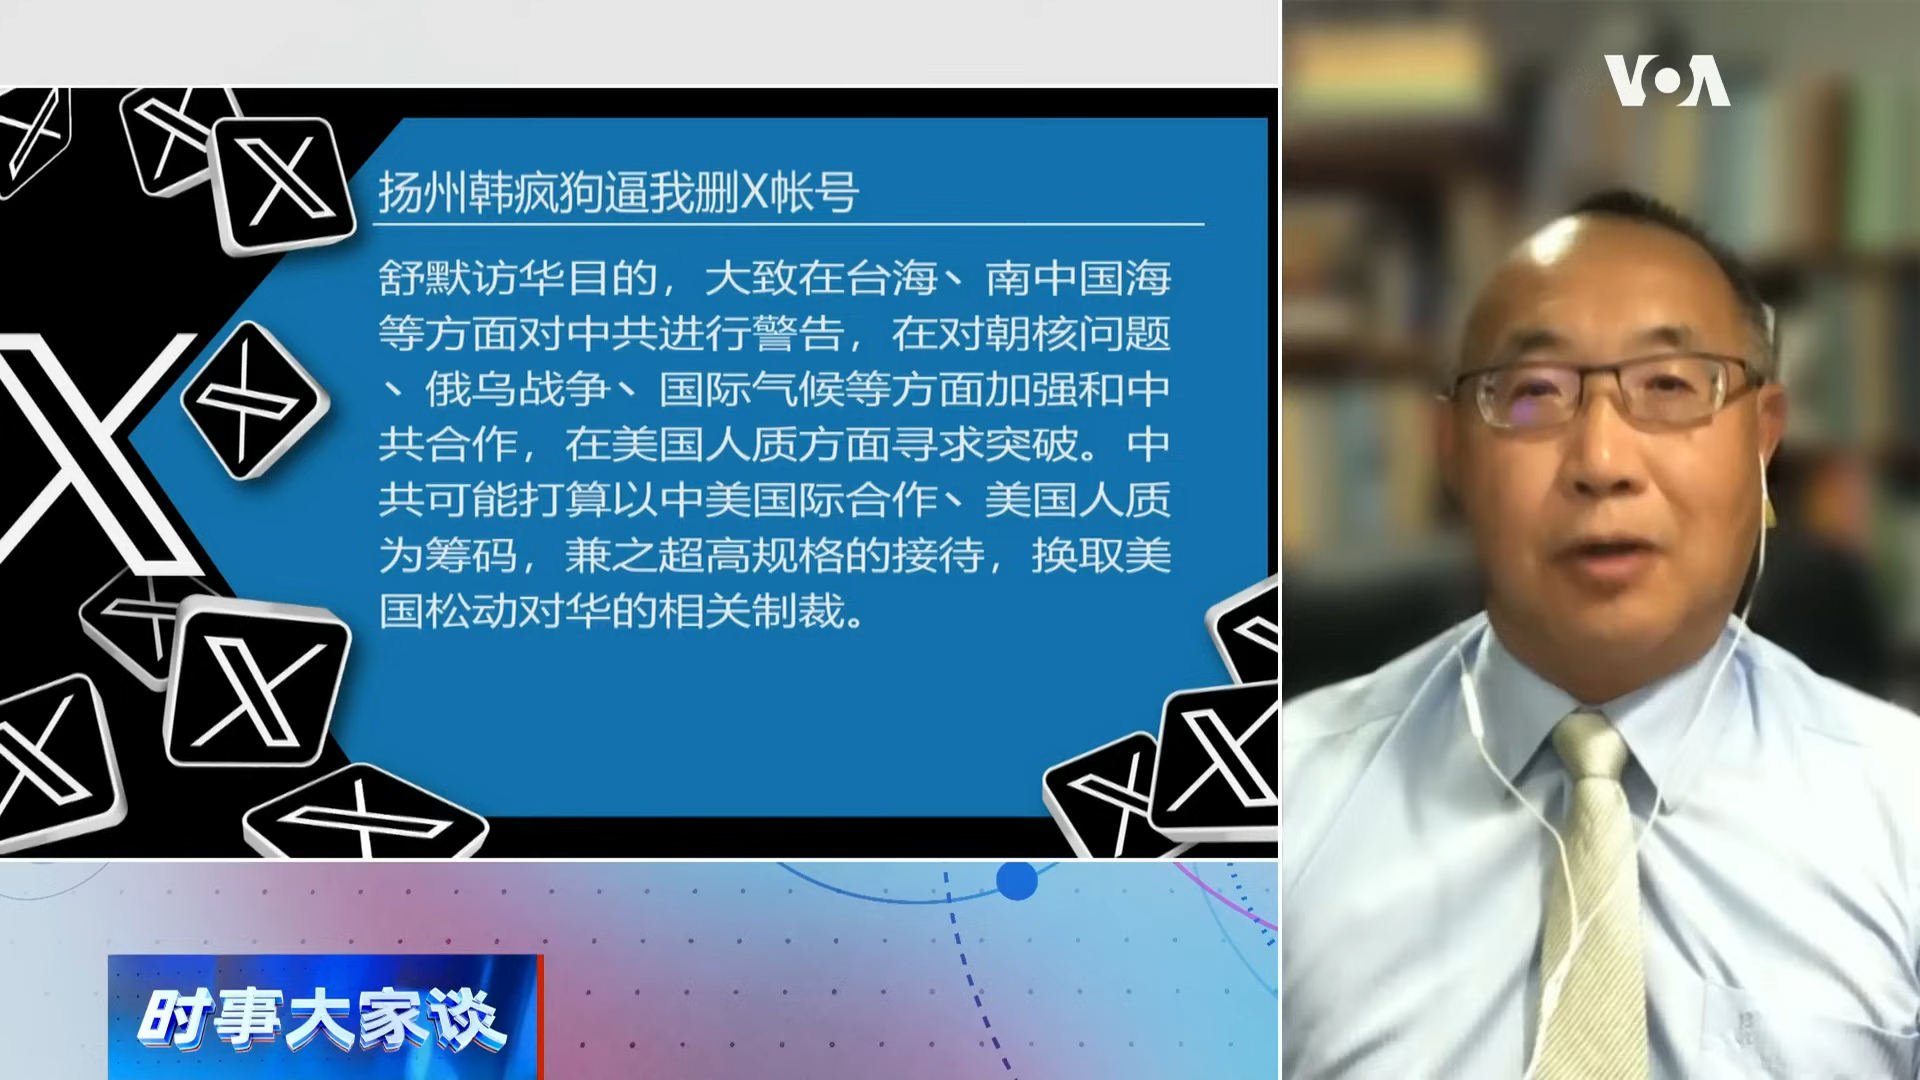 扬州韩疯狗逼我删X帐号
舒默访华目的，大致在台海、南中国海
等方面对中共进行警告，在对朝核问题
、俄乌战争、国际气候等方面加强和中
共合作，在美国人质方面寻求突破。中
共可能打算以中美国际合作、美国人质
为筹码，兼之超高规格的接待，换取美
国松动对华的相关制裁。
VOA
时事大家谈